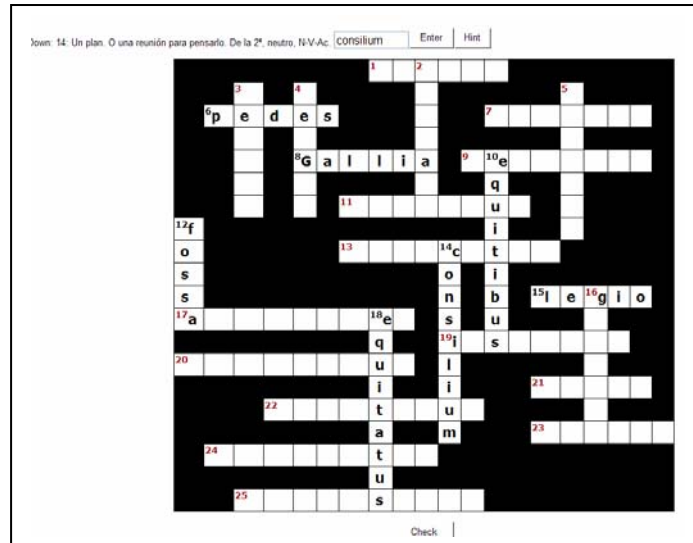 Down: 14: Un plan. O una reunión para pensarlo. De la 2ª, neutro, N-V-Ac. consilium Enter Hint
1 2
3 4 5
6 p e d e s 7
8 G a l l i a 9 10 e
q
11 u
12 f i
o 13 14 c t
s o i
s n b 15 l e 16 g i o
17 a 18 e s u
q 19 i s
20 u l
i i 21
22 t u
a m 23
24 t
u
25 s
Check